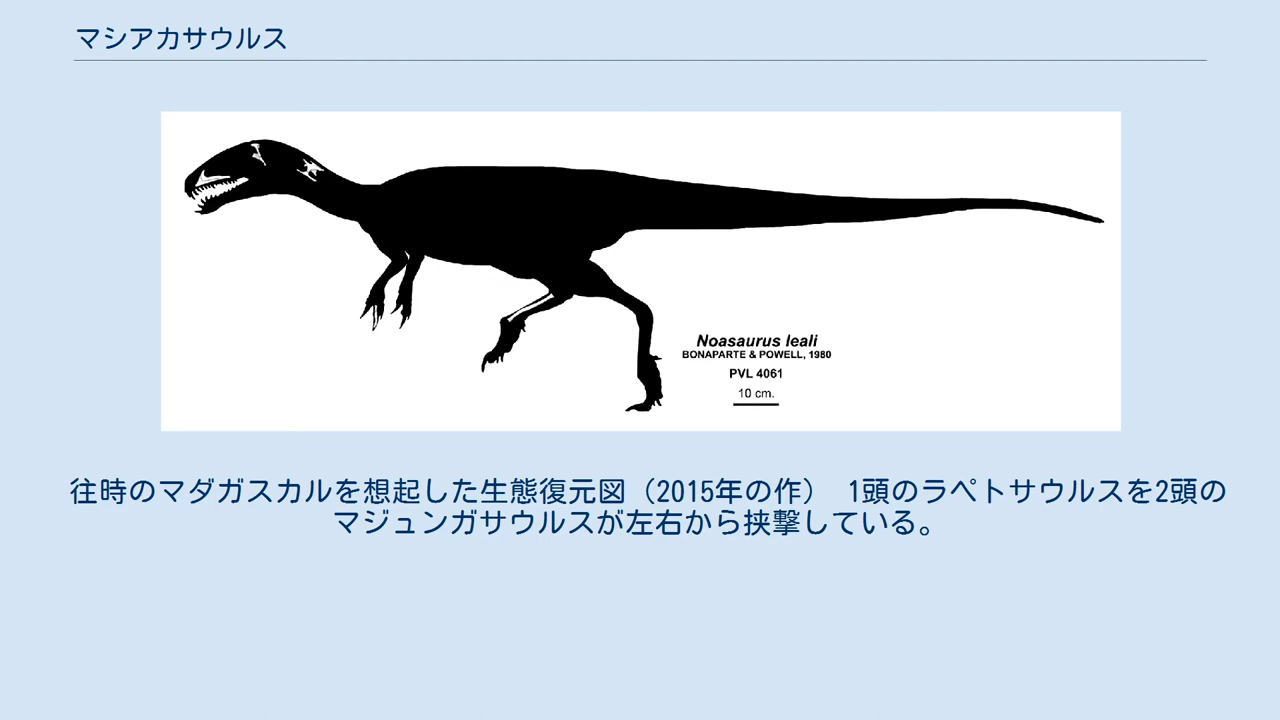 マシアカサウルス
Noasaurus leali
BONAPARTE & POWELL, 1980
PVL 4061
10 cm.
往時のマダガスカルを想起した生態復元図（2015年の作） 1頭のラペトサウルスを2頭の
マジュンガサウルスが左右から挟撃している。